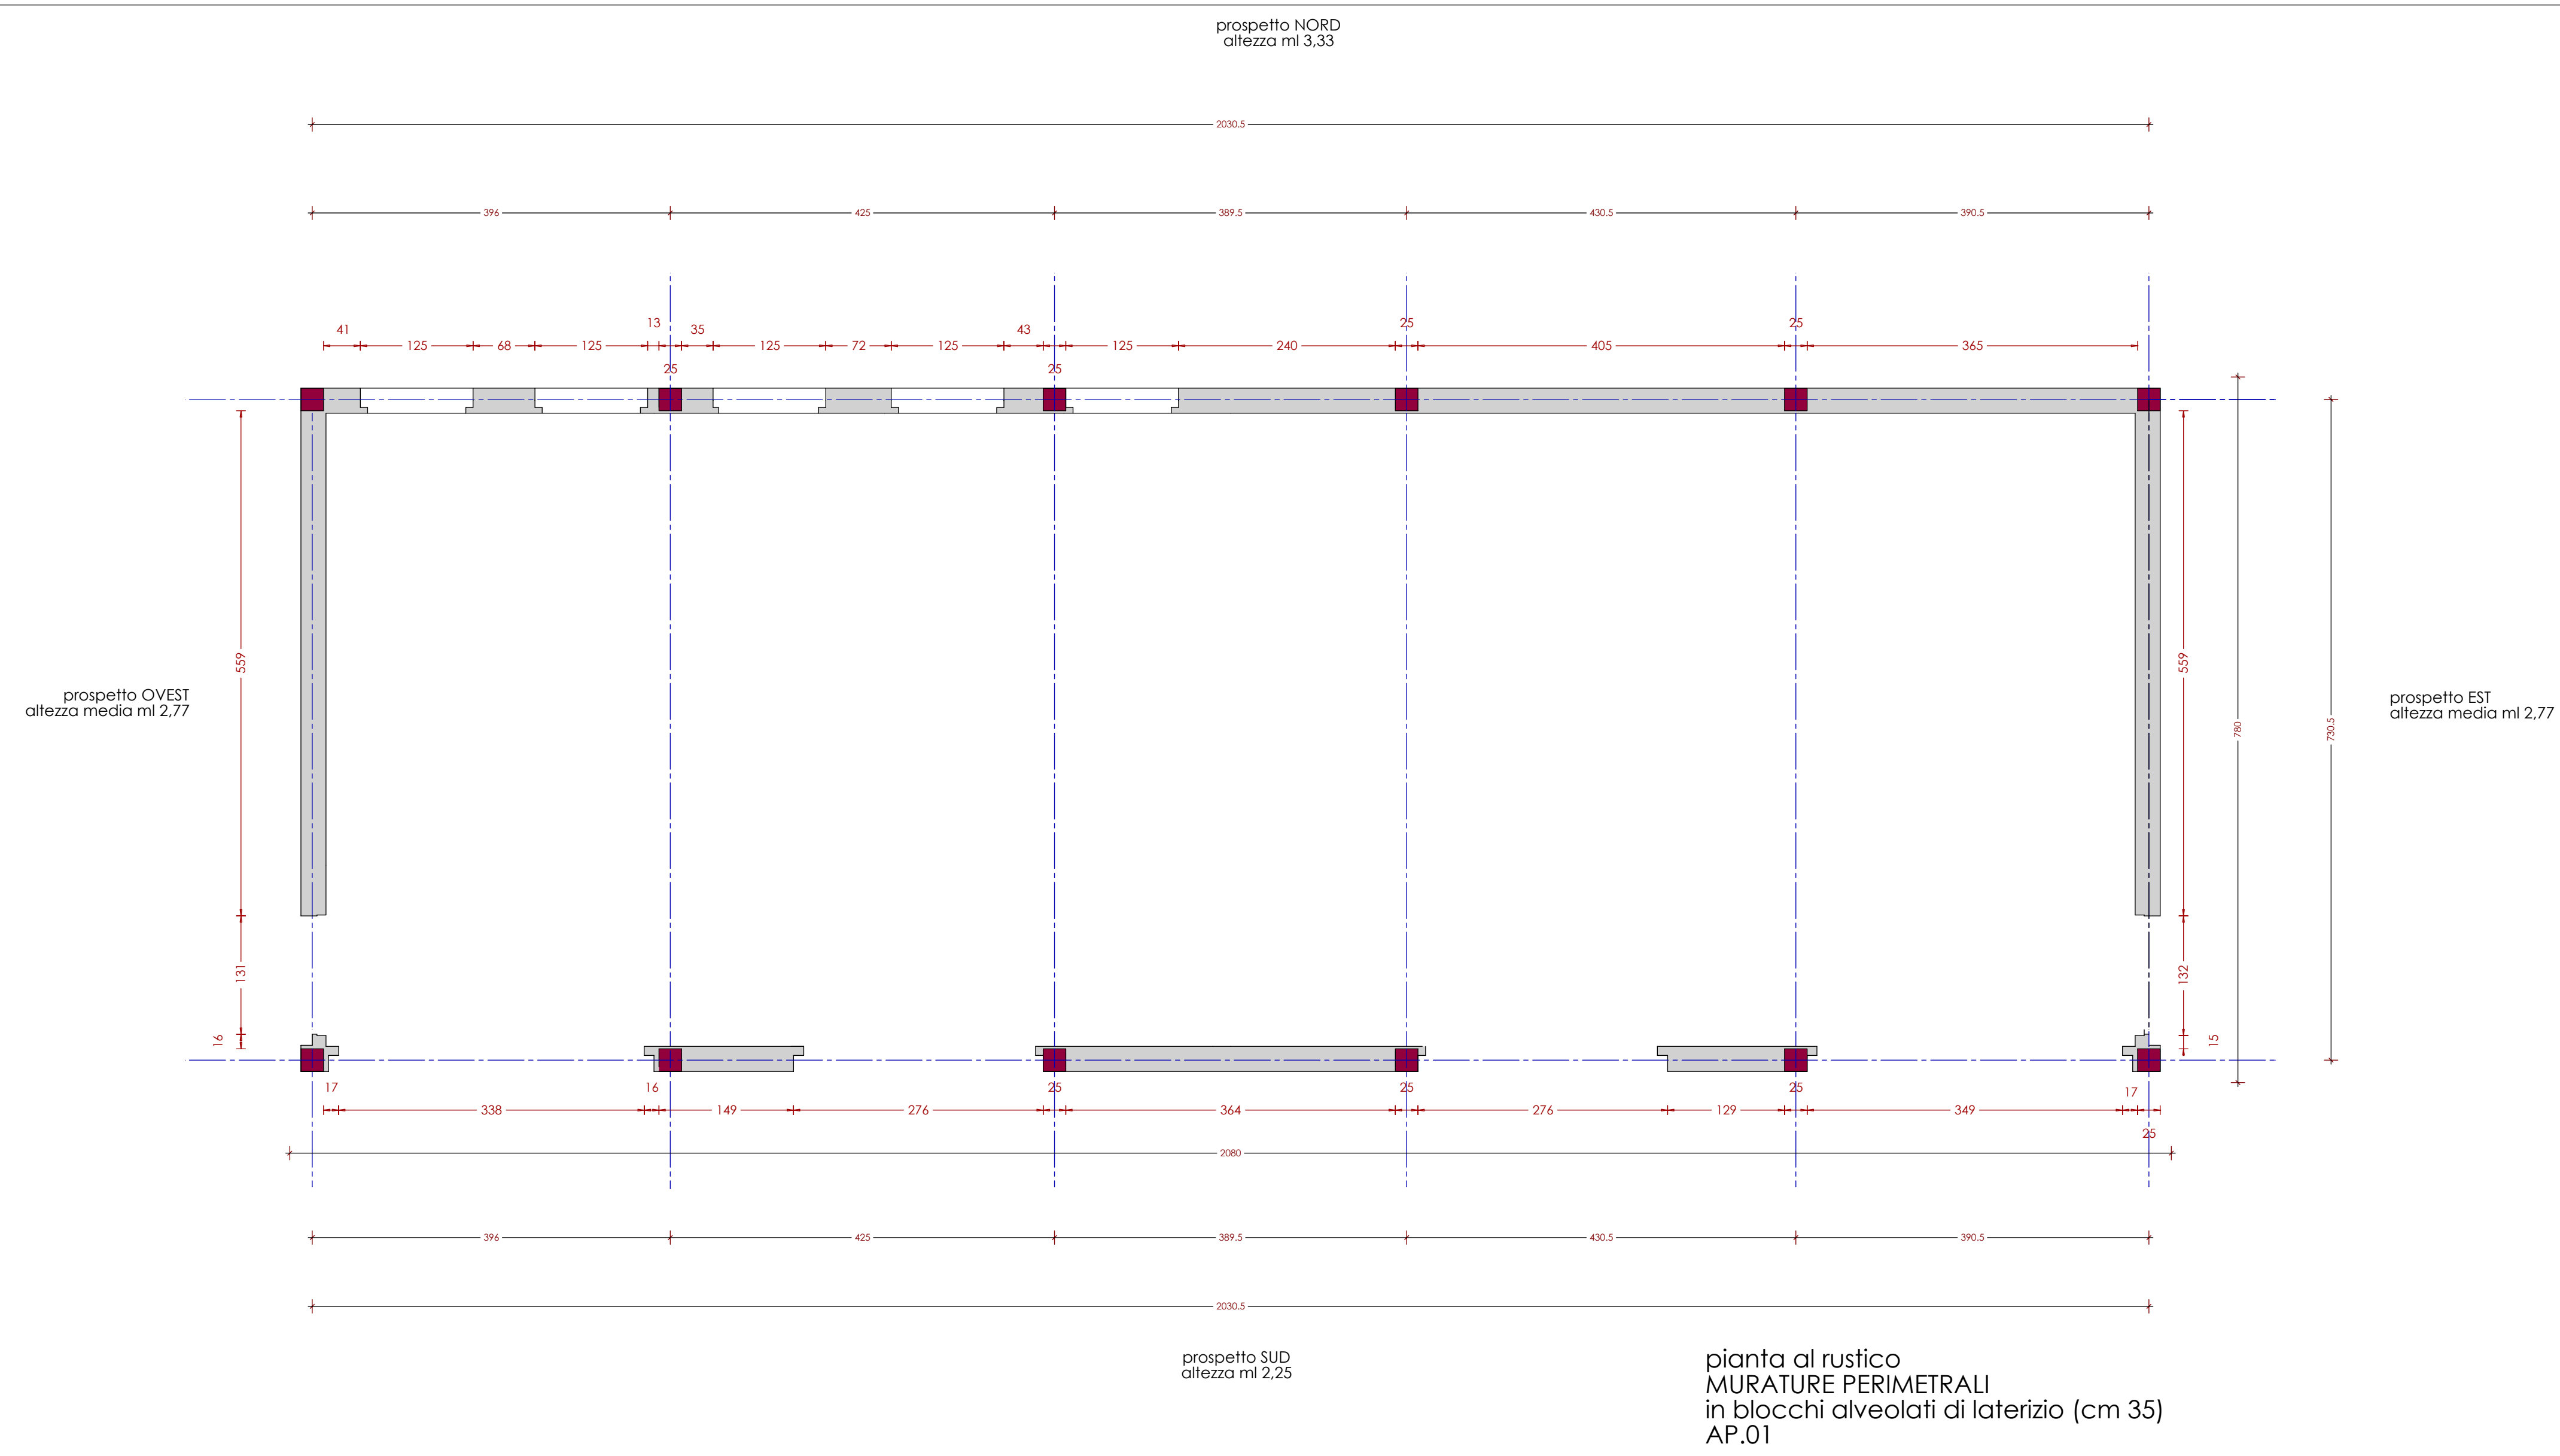 prospetto NORD
altezza ml 3,33
2030.5
396 425 389.5 430.5 390.5
41 13 35 43 25 25
125 68 125 125 72 125 125 240 405 365
25 25
559
559
prospetto OVEST
altezza media ml 2,77
prospetto EST
altezza media ml 2,77
780
730.5
131
132
16
15
17 16 25 25 25 17
338 149 276 364 276 129 349
25
2080
396 425 389.5 430.5 390.5
2030.5
prospetto SUD
altezza ml 2,25
pianta al rustico
MURATURE PERIMETRALI
in blocchi alveolati di laterizio (cm 35)
AP.01